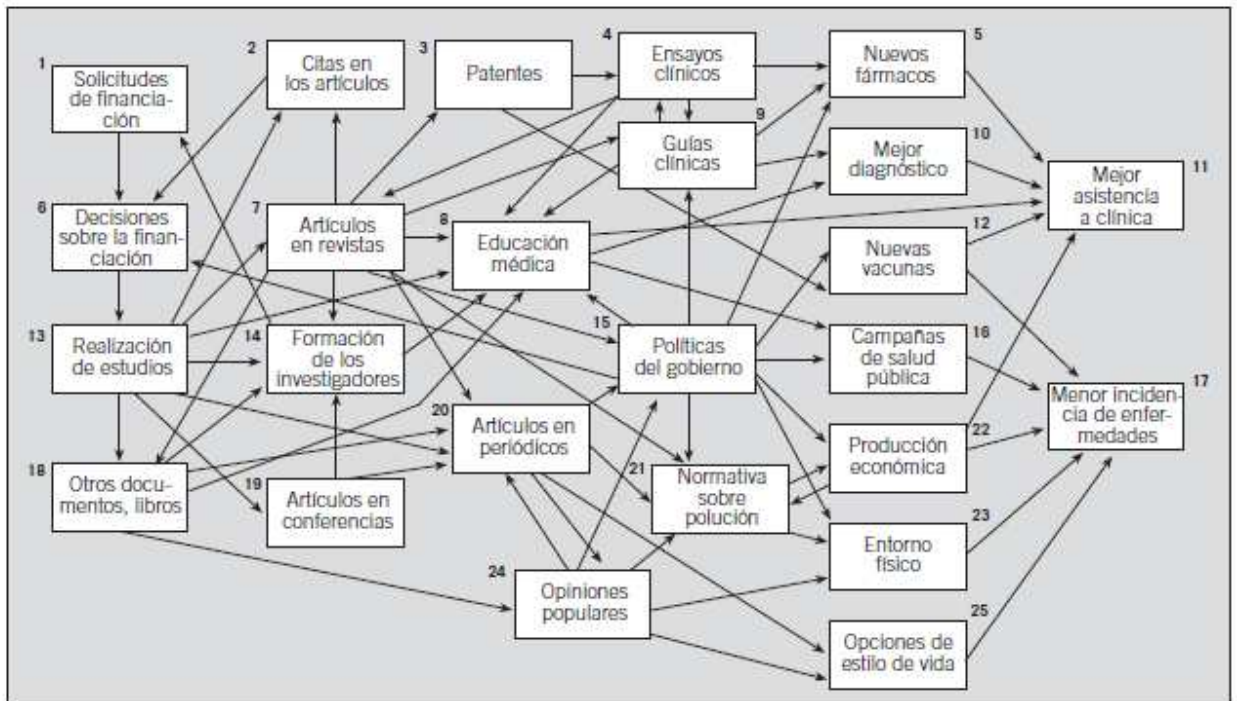 1
Solicitudes
de financia-
ción
2
Citas en
los artículos
3
Patentes
4
Ensayos
clínicos
5
Nuevos
fármacos
6
Decisiones
sobre la finan-
ciación
7
Artículos
en revistas
8
Educación
médica
9
Guías
clínicas
10
Mejor
diagnóstico
11
Mejor
asistencia
a clínica
12
Nuevas
vacunas
13
Realización
de estudios
14
Formación
de los
investigadores
15
Políticas
del gobierno
16
Campañas
de salud
pública
17
Menor inciden-
cia de enfer-
medades
18
Otros docu-
mentos, libros
19
Artículos en
conferencias
20
Artículos en
periódicos
21
Normativa
sobre
polución
22
Producción
económica
23
Entorno
físico
24
Opiniones
populares
25
Opciones de
estilo de vida